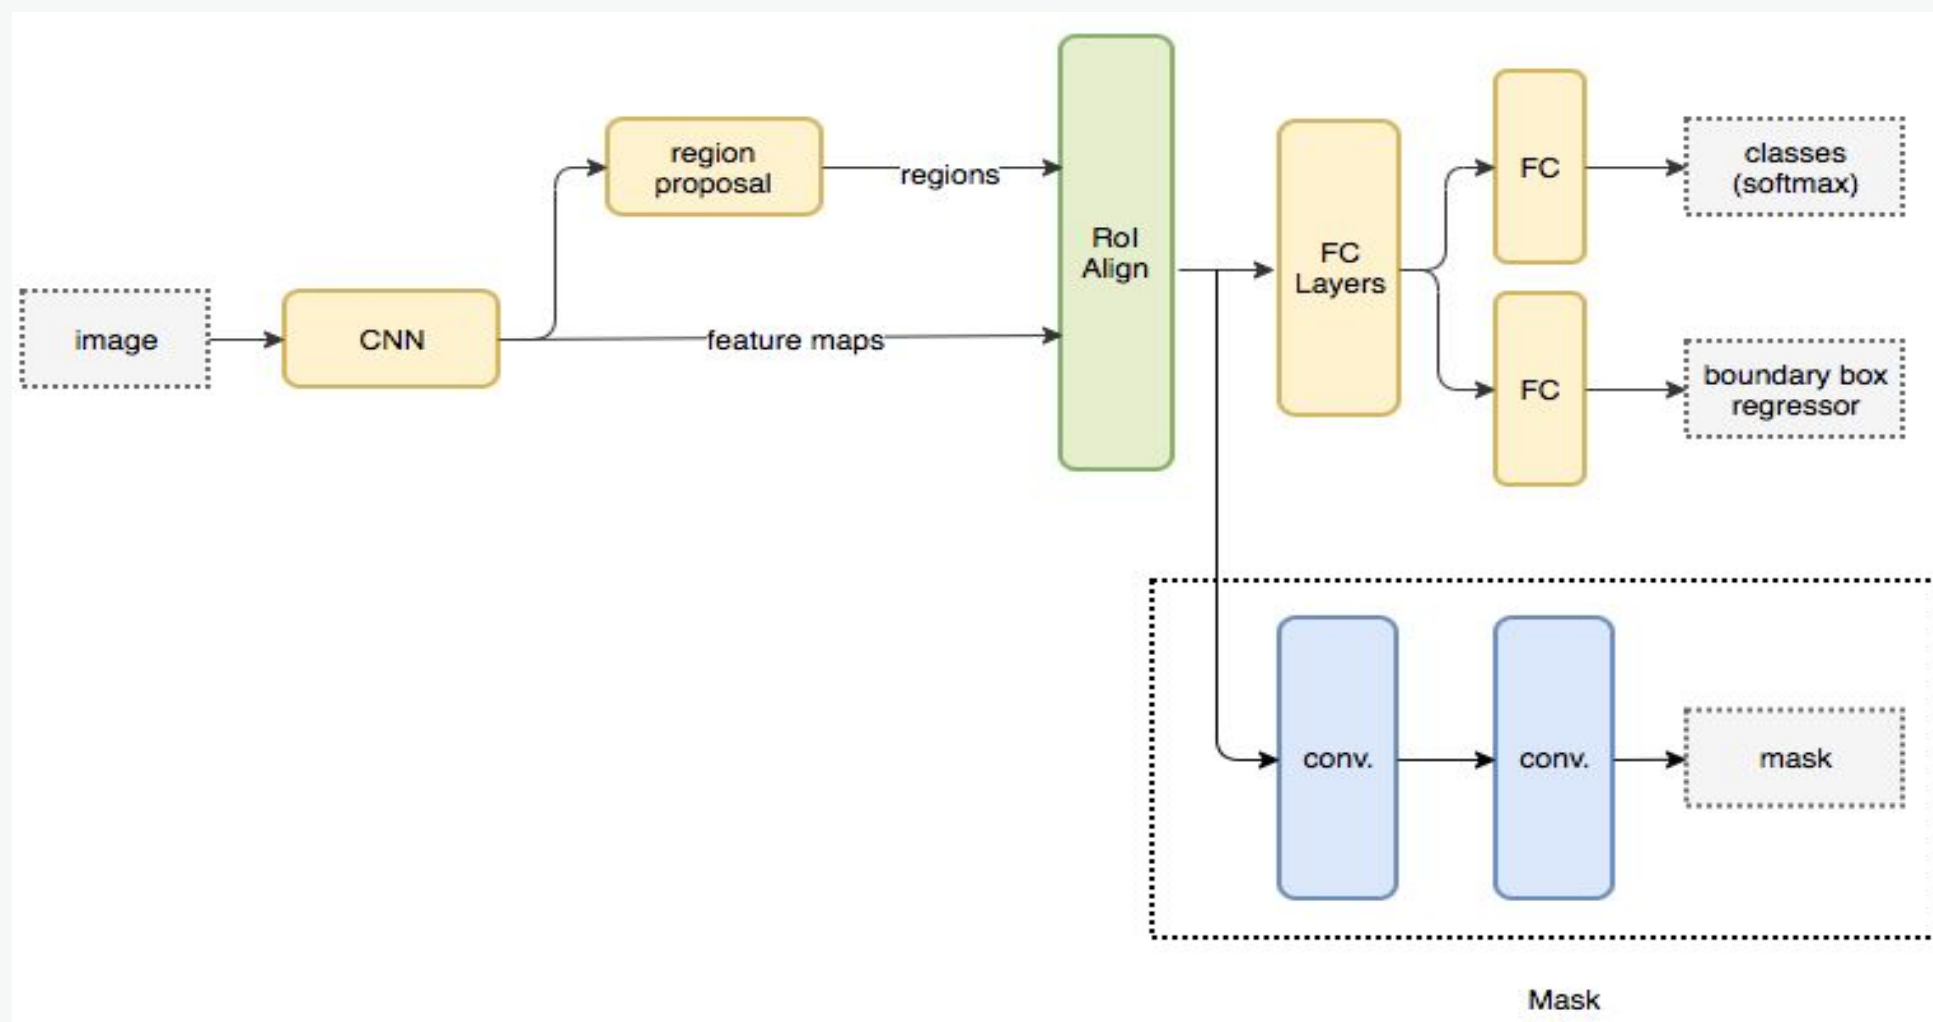 image
CNN
region
proposal
regions
feature maps
RoI
Align
FC
Layers
FC
classes
(softmax)
FC
boundary box
regressor
conv.
conv.
mask
Mask